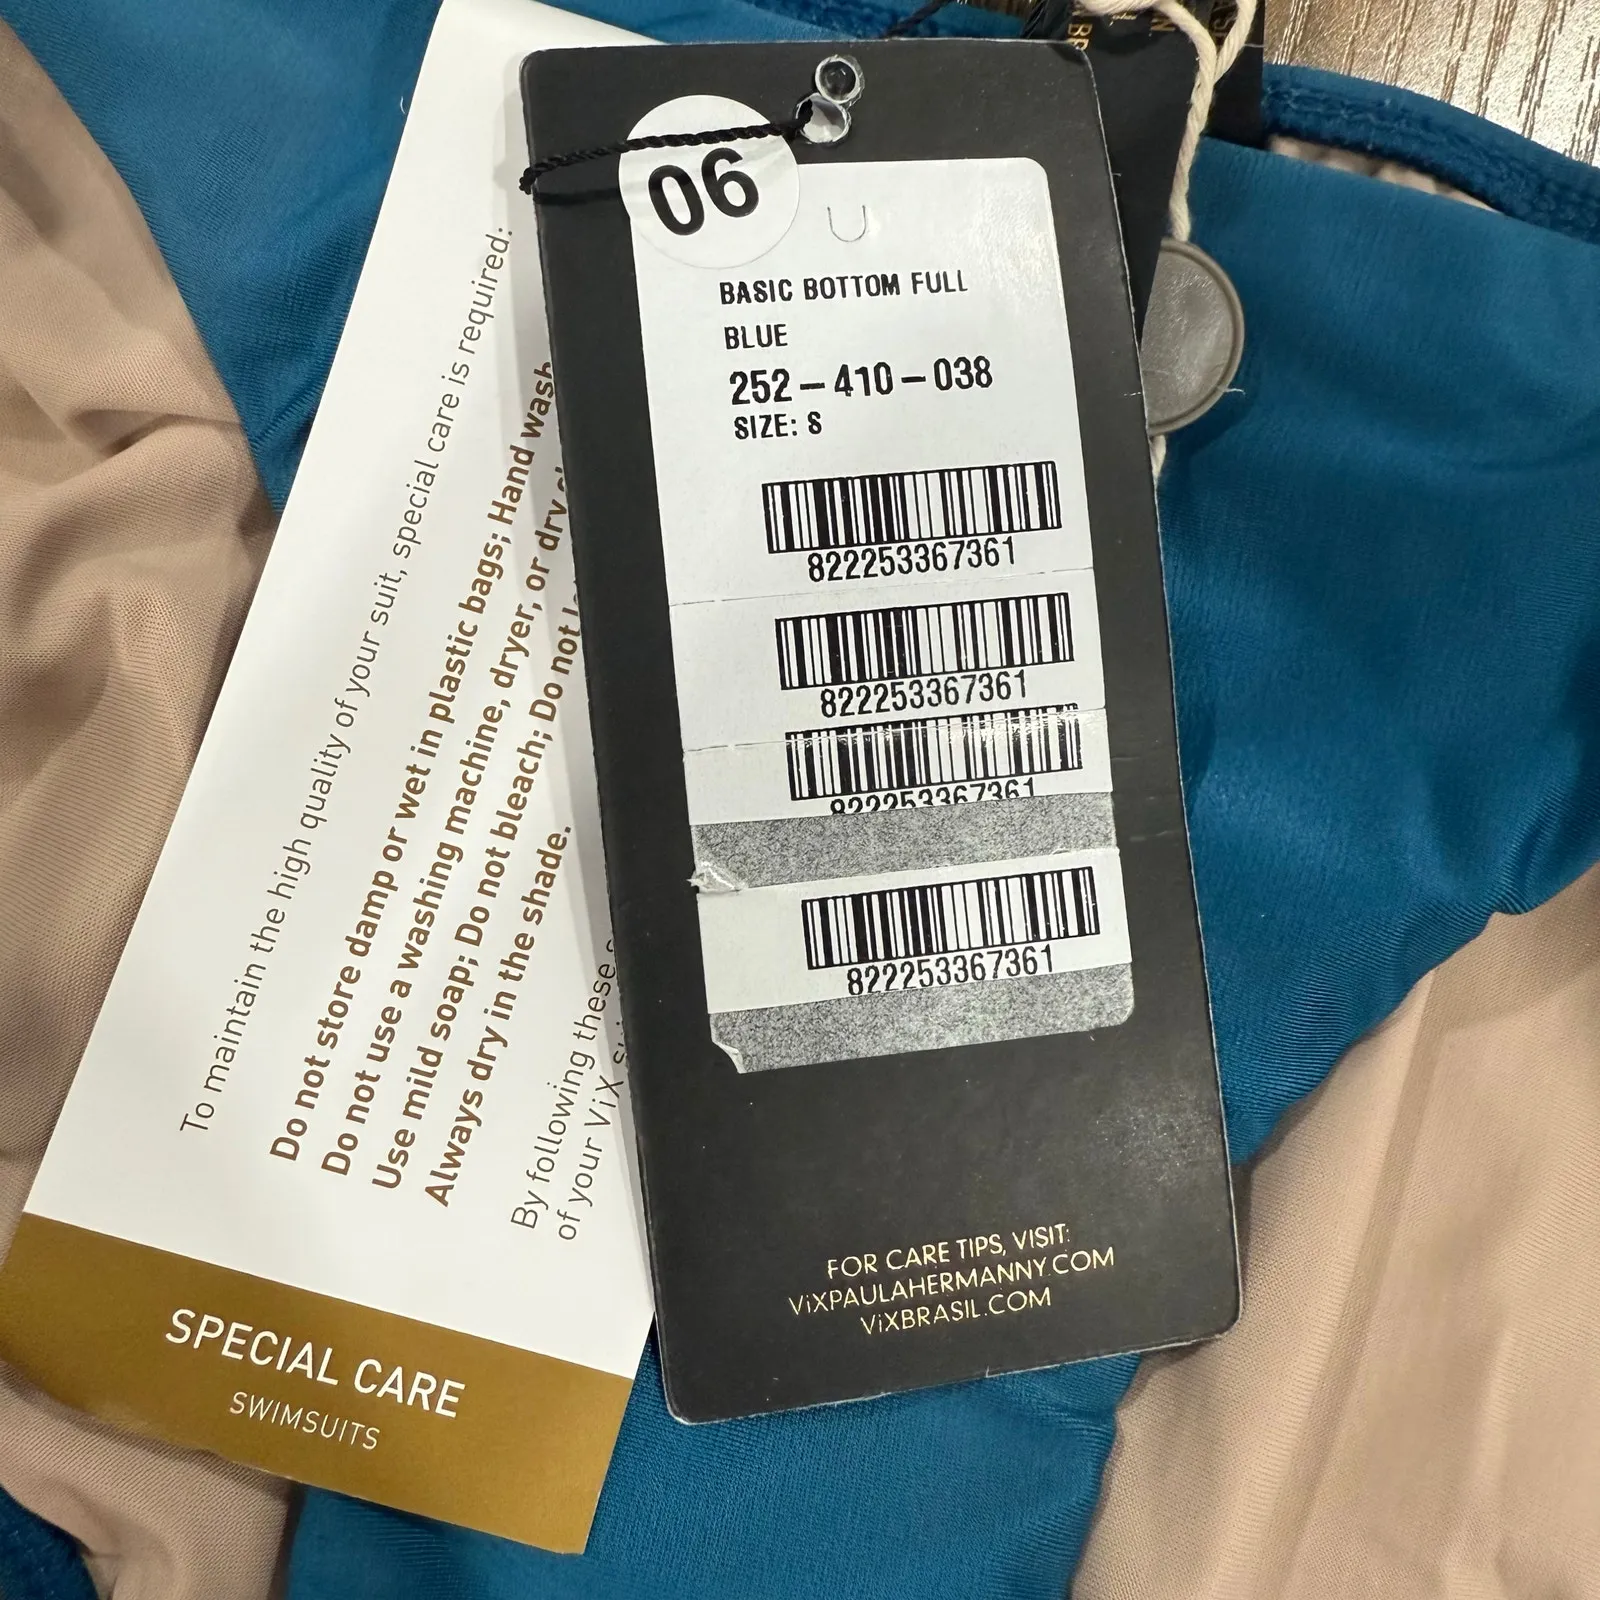 06
BASIC BOTTOM FULL
BLUE
252-410-038
SIZE: S
822253367361
822253367361
822253367361
822253367361
FOR CARE TIPS, VISIT:
ViXPAULAHERMANNY.COM
ViXBRASIL.COM
To maintain the high quality of your suit, special care is required:
Do not store damp or wet in plastic bags; Hand wash
Do not use a washing machine, dryer, or dry
Use mild soap; Do not bleach; Do not
Always dry in the shade.
By following these
of your ViX
SPECIAL CARE
SWIMSUITS